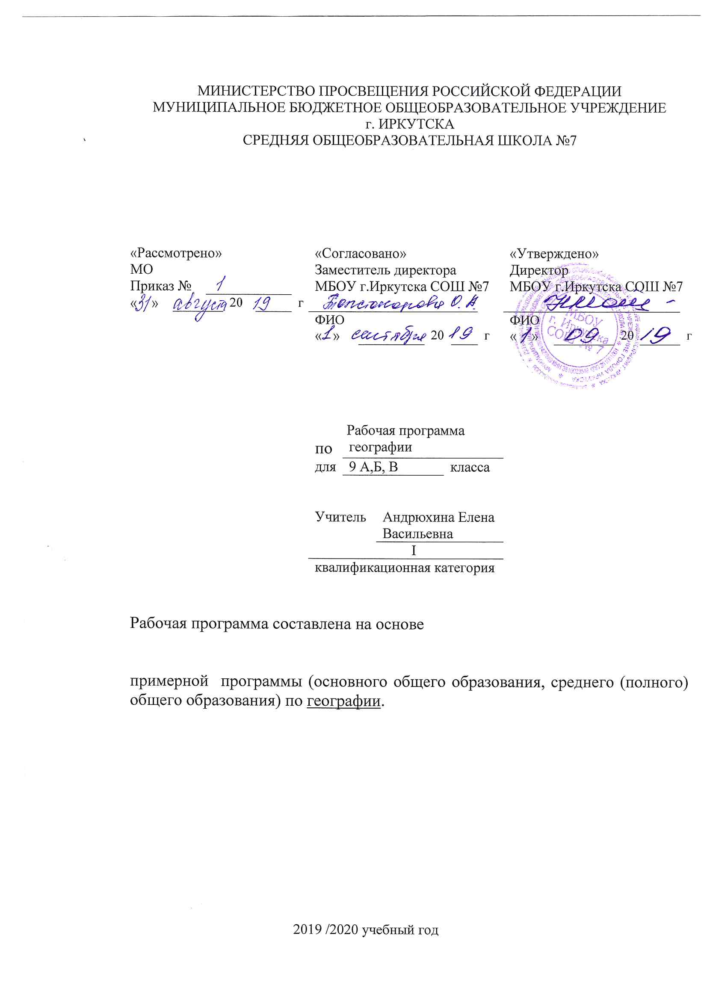 МИНИСТЕРСТВО ПРОСВЕЩЕНИЯ РОССИЙСКОЙ ФЕДЕРАЦИИ
МУНИЦИПАЛЬНОЕ БЮДЖЕТНОЕ ОБЩЕОБРАЗОВАТЕЛЬНОЕ УЧРЕЖДЕНИЕ
г. ИРКУТСКА
СРЕДНЯЯ ОБЩЕОБРАЗОВАТЕЛЬНАЯ ШКОЛА №7
«Рассмотрено»
МО
Приказ № 1
«31» августа 20 19 г
«Согласовано»
Заместитель директора
МБОУ г.Иркутска СОШ №7
О. В.
ФИО
«1» сентября 20 19 г
«Утверждено»
Директор
МБОУ г.Иркутска СОШ №7
ФИО
«1» 09 20 19 г
МБОУ
г. Иркутска
СОШ № 7
Рабочая программа
по географии
для 9 А,Б, В класса
Учитель Андрюхина Елена
Васильевна
I
квалификационная категория
Рабочая программа составлена на основе
примерной программы (основного общего образования, среднего (полного)
общего образования) по географии.
2019 /2020 учебный год